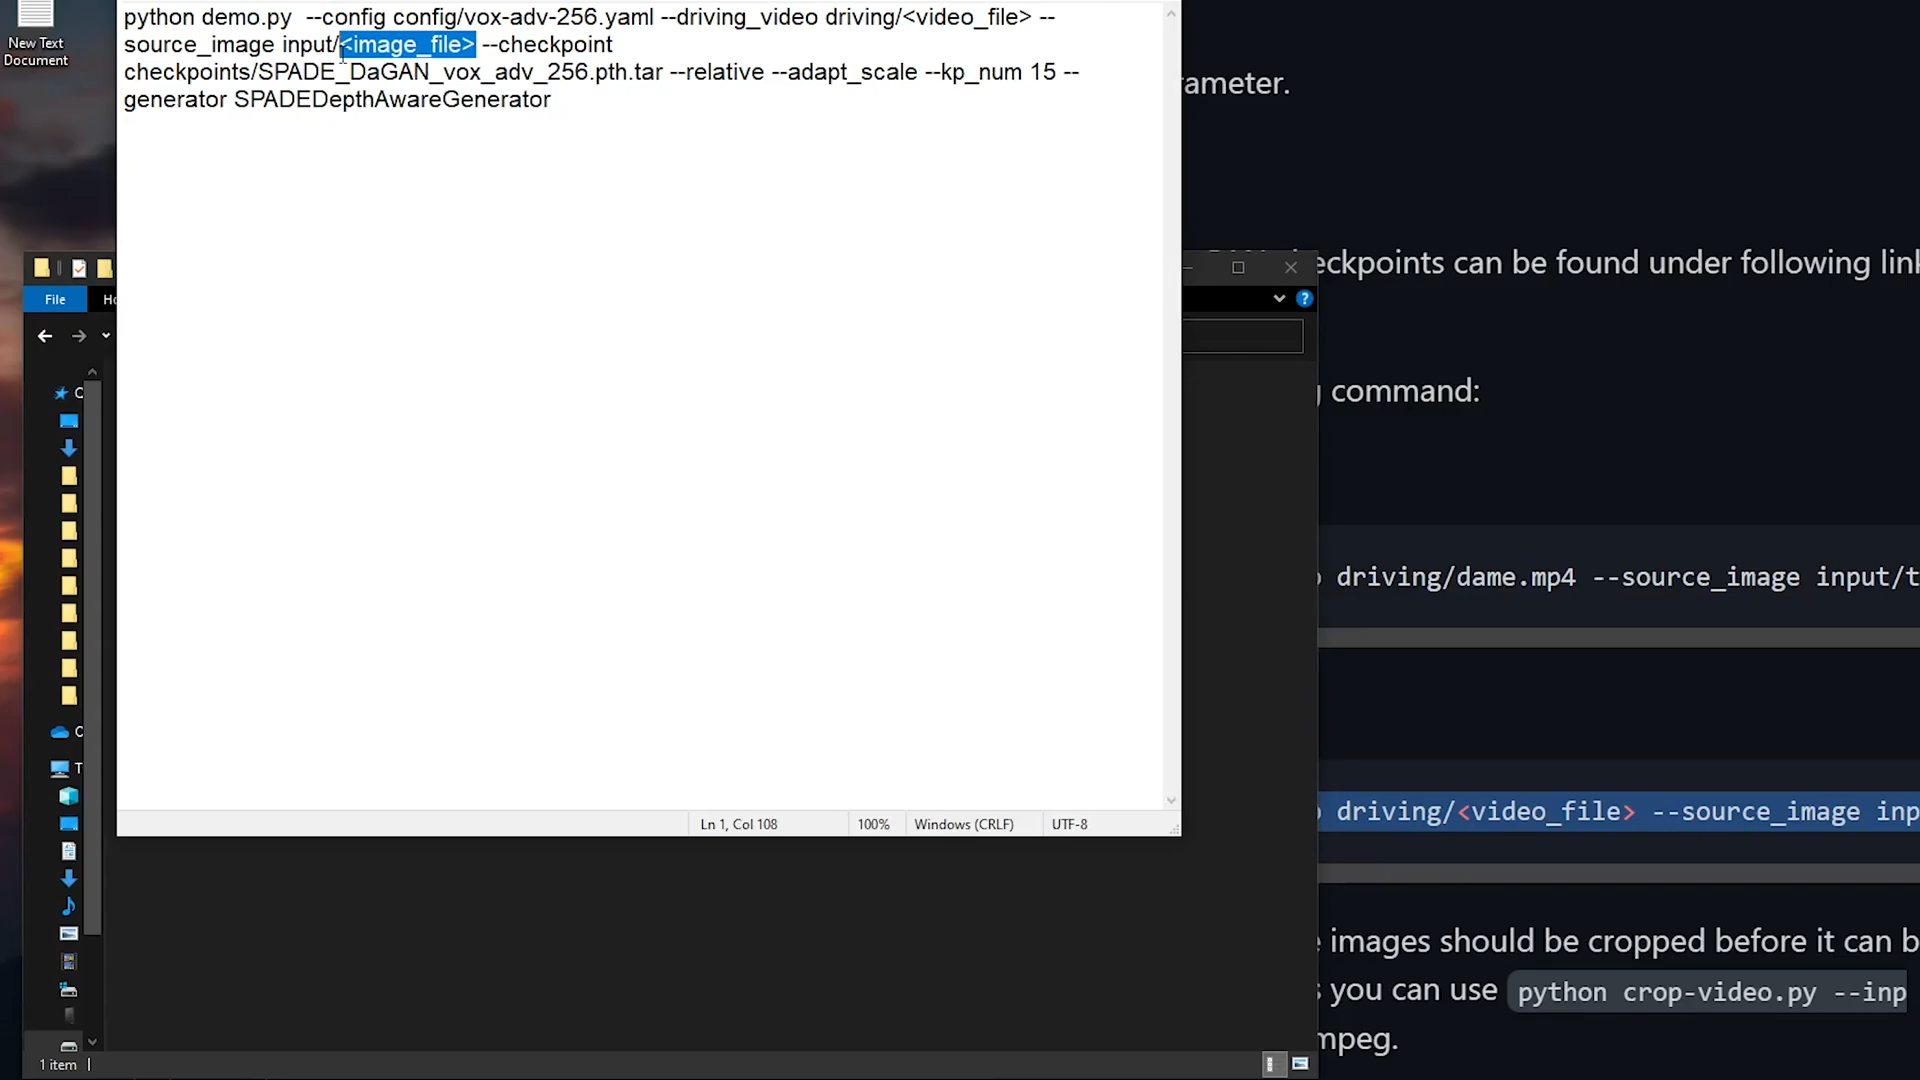 New Text
Document
python demo.py  --config config/vox-adv-256.yaml --driving_video driving/<video_file> --
source_image input/<image_file> --checkpoint
checkpoints/SPADE_DaGAN_vox_adv_256.pth.tar --relative --adapt_scale --kp_num 15 --
generator SPADEDepthAwareGenerator
Ln 1, Col 108
100%
Windows (CRLF)
UTF-8
File
Ho
C
T
1 item
ameter.
eckpoints can be found under following link
command:
driving/dame.mp4 --source_image input/t
driving/<video_file> --source_image inp
images should be cropped before it can b
you can use python crop-video.py --inp
mpeg.